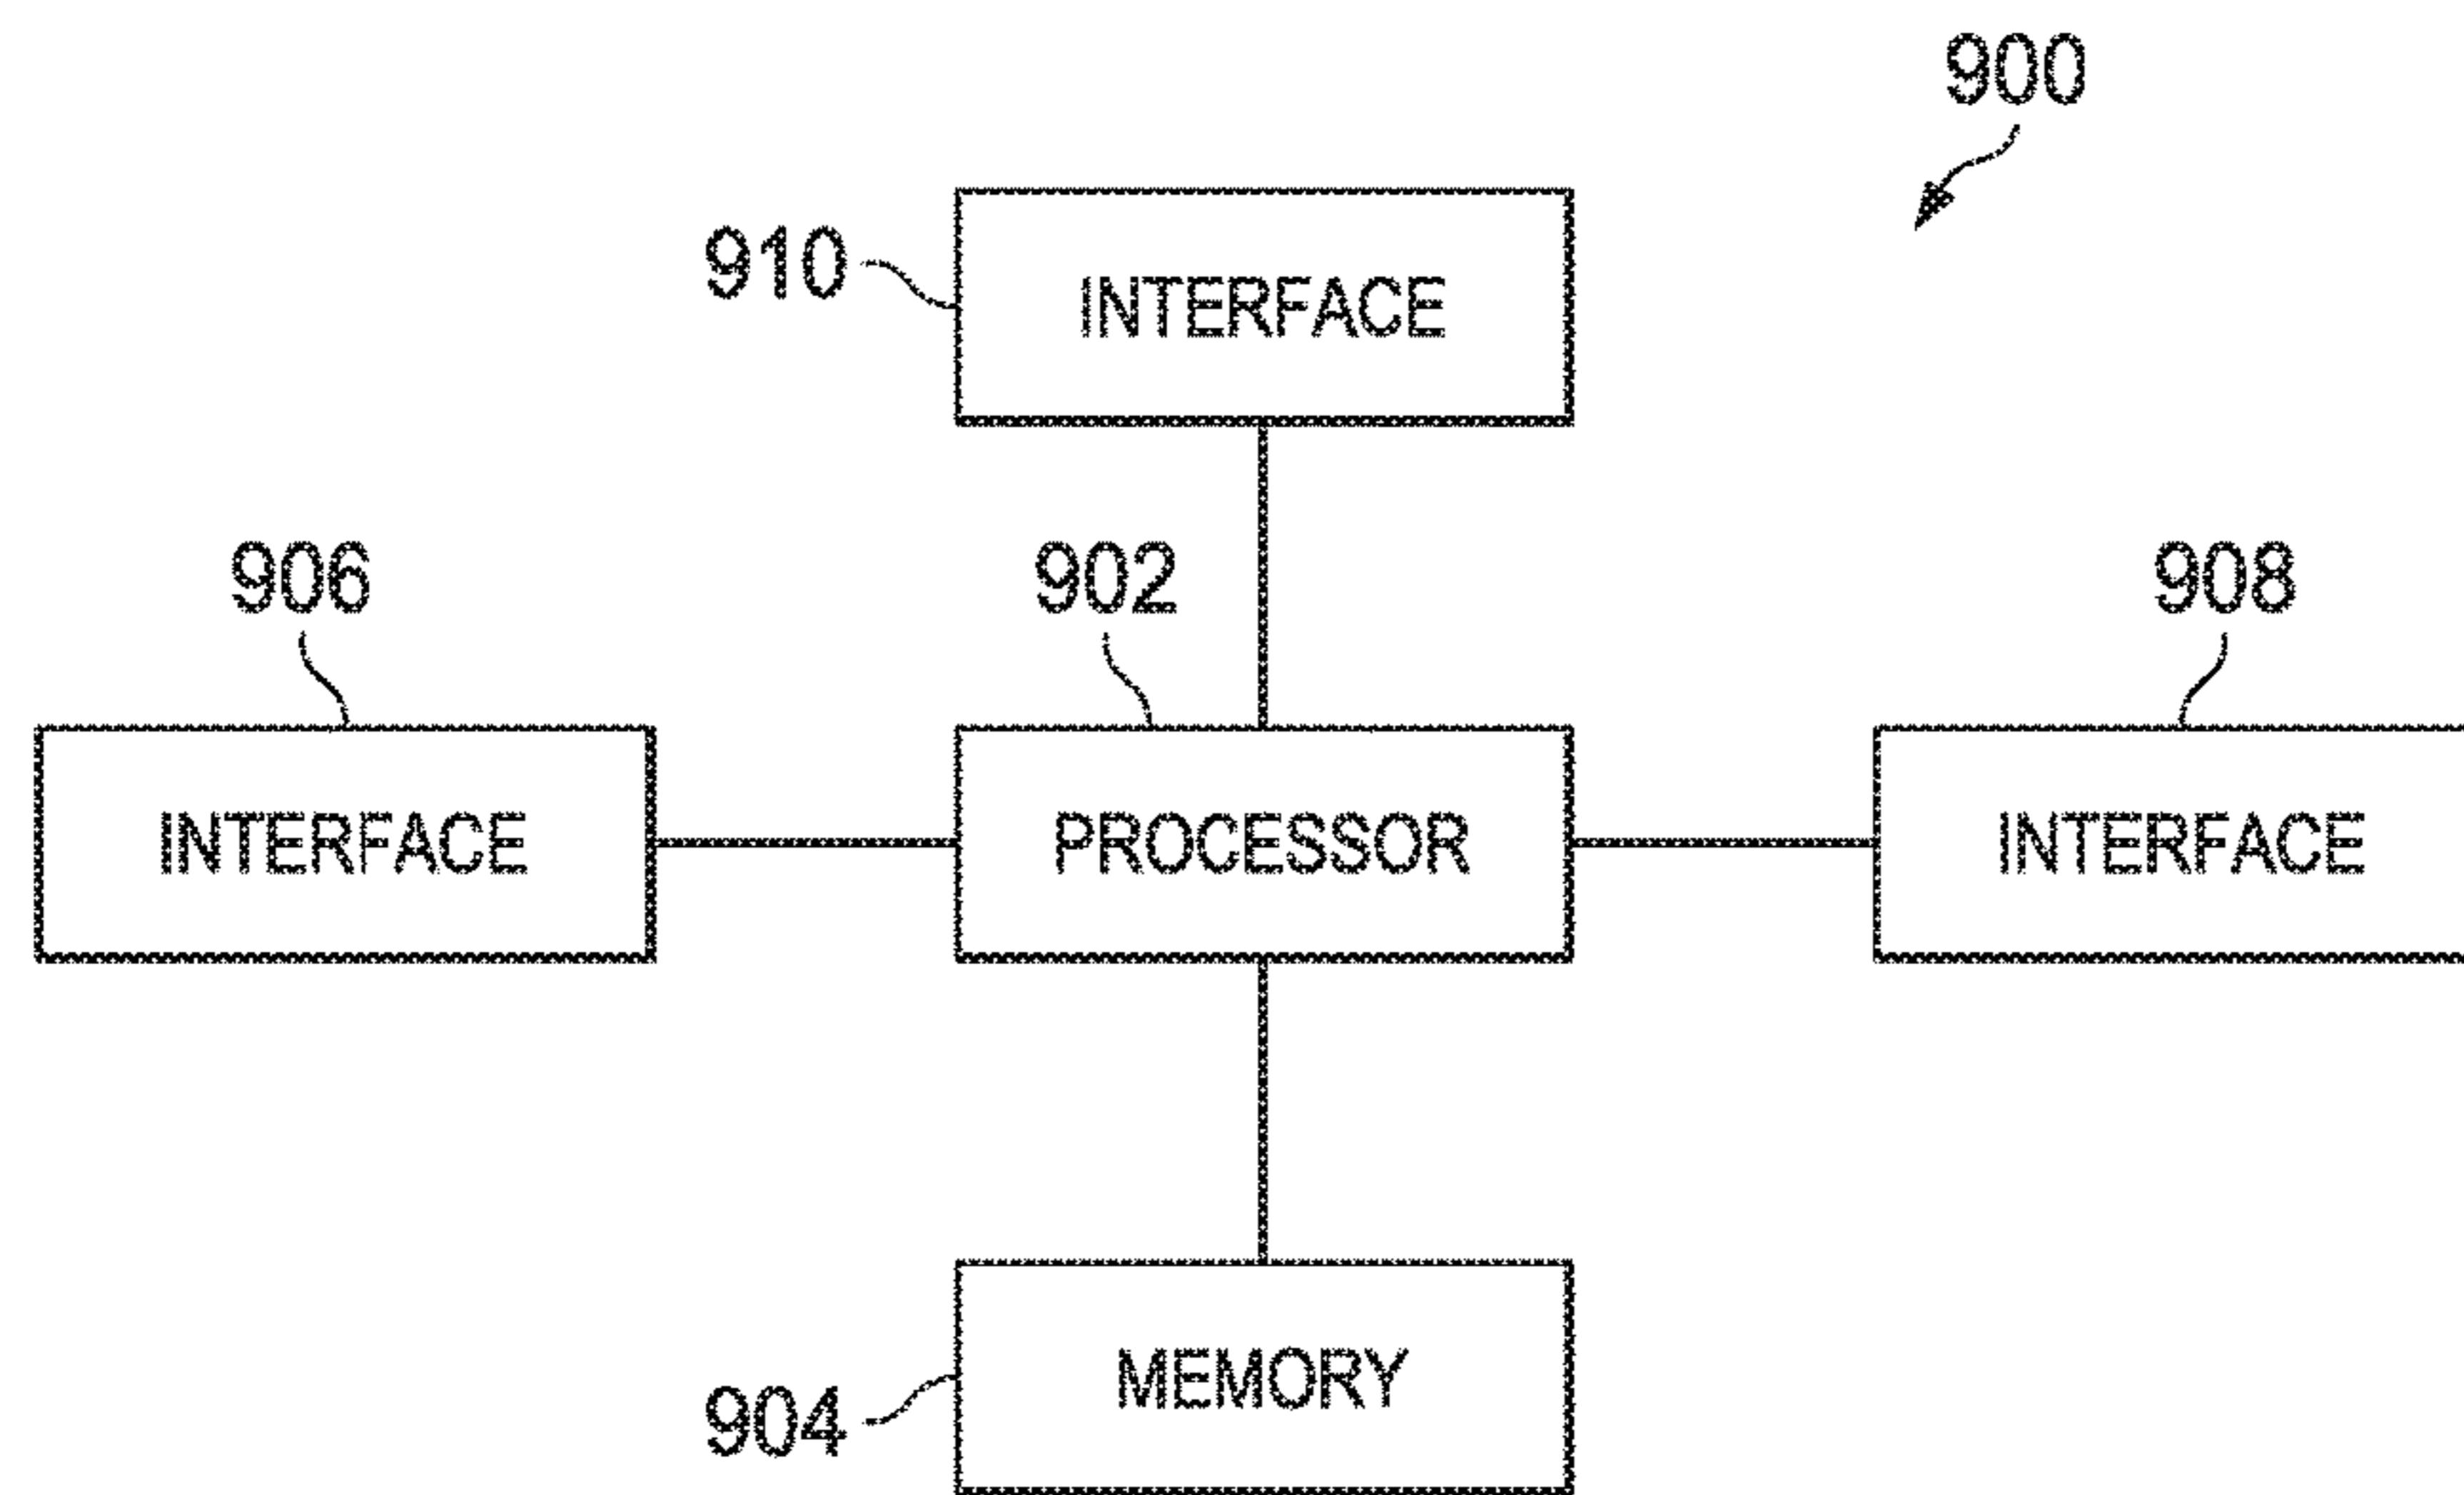 900
910
INTERFACE
906
902
908
INTERFACE
PROCESSOR
INTERFACE
MEMORY
904